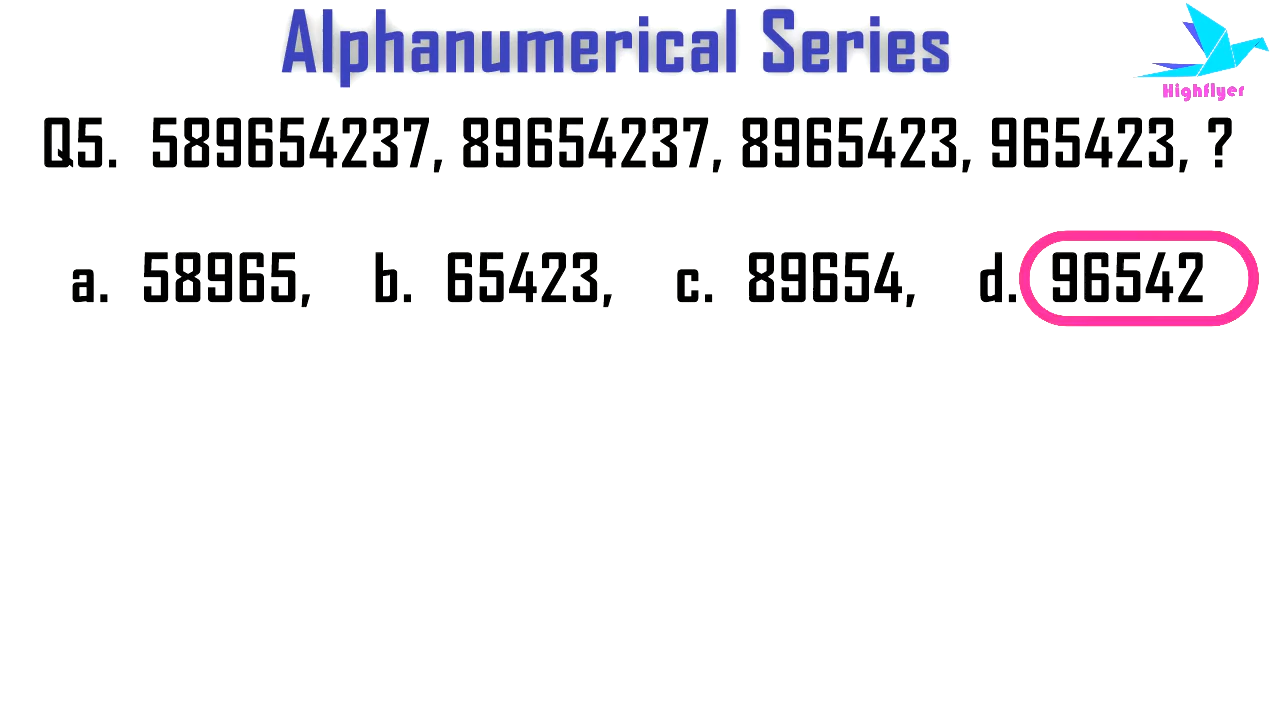 Alphanumerical Series
Highflyer
Q5. 589654237, 89654237, 8965423, 965423, ?
a. 58965, b. 65423, c. 89654, d. 96542